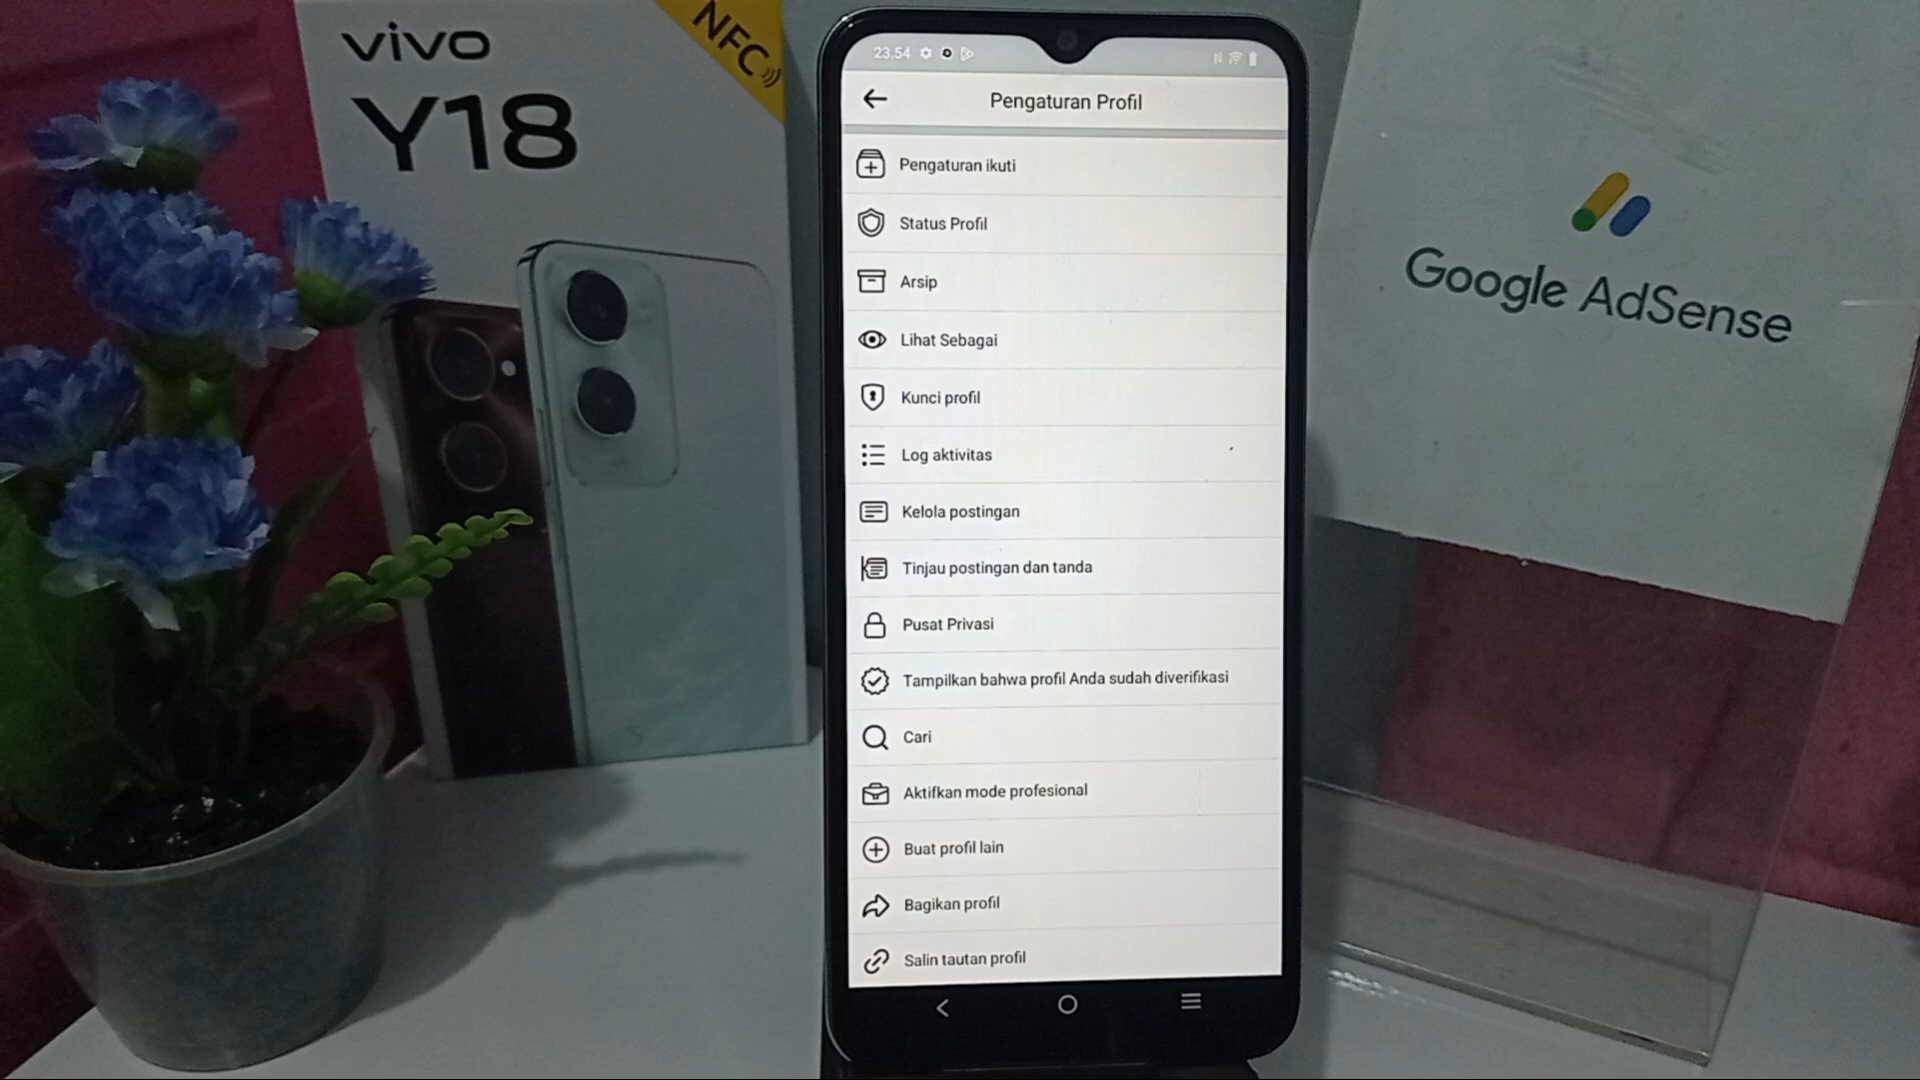 vivo
Y18
NFC
23.54
Pengaturan Profil
Pengaturan ikuti
Status Profil
Arsip
Lihat Sebagai
Kunci profil
Log aktivitas
Kelola postingan
Tinjau postingan dan tanda
Pusat Privasi
Tampilkan bahwa profil Anda sudah diverifikasi
Cari
Aktifkan mode profesional
Buat profil lain
Bagikan profil
Salin tautan profil
Google AdSense